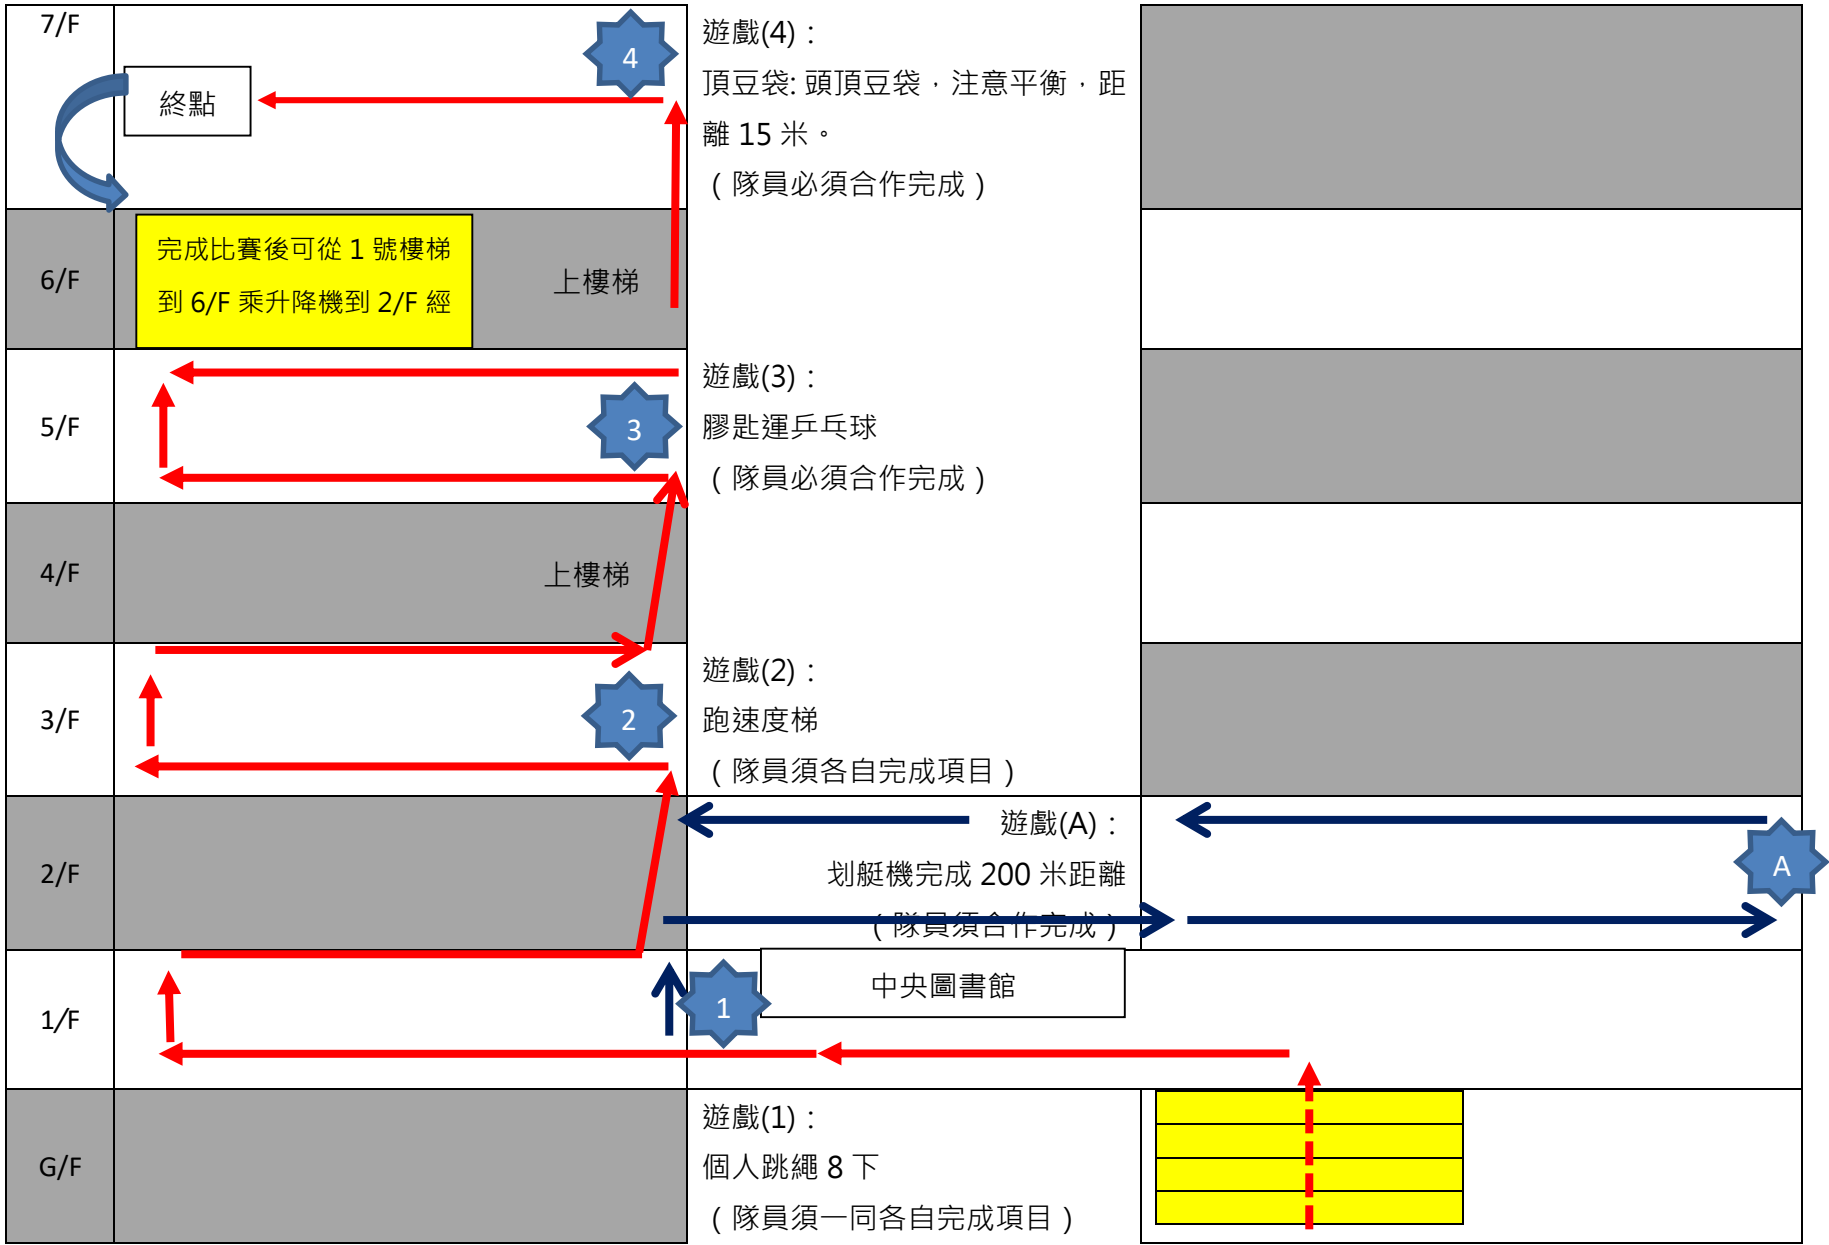 7/F
4
終點
遊戲(4)：
頂豆袋: 頭頂豆袋，注意平衡，距
離 15 米。
（隊員必須合作完成）
6/F
完成比賽後可從 1 號樓梯
到 6/F 乘升降機到 2/F 經
上樓梯
5/F
3
遊戲(3)：
膠匙運乒乓球
（隊員必須合作完成）
4/F
上樓梯
3/F
2
遊戲(2)：
跑速度梯
（隊員須各自完成項目）
2/F
遊戲(A)：
划艇機完成 200 米距離
（隊員須合作完成）
A
1/F
1
中央圖書館
G/F
遊戲(1)：
個人跳繩 8 下
（隊員須一同各自完成項目）